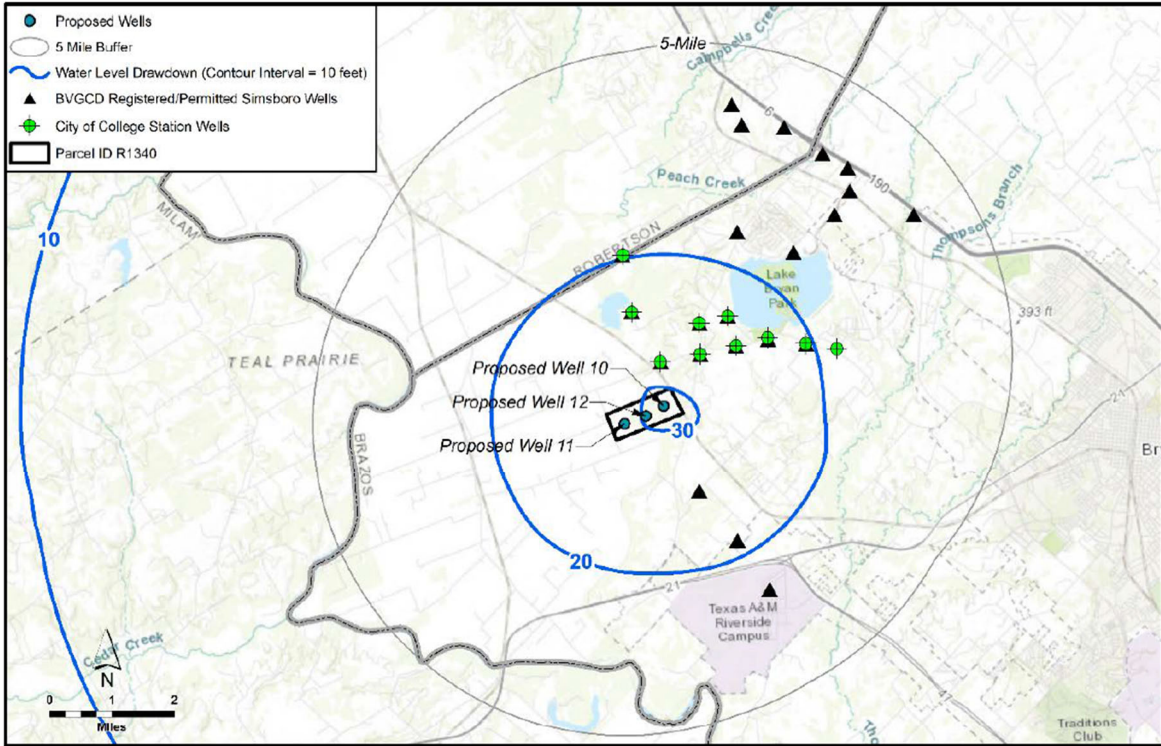 Proposed Wells
5 Mile Buffer
Water Level Drawdown (Contour Interval = 10 feet)
BVGCD Registered/Permitted Simsboro Wells
City of College Station Wells
Parcel ID R1340
5-Mile
Campbells Creek
6
Peach Creek
190
Thompsons Branch
MILAM
10
ROBERTSON
Lake
Bryan
Park
393 ft
TEAL PRAIRIE
Proposed Well 10
Proposed Well 12
Proposed Well 11
30
BRAZOS
21
Br
20
21
Texas A&M
Riverside
Campus
Cedar Creek
N
0 1 2
Miles
47
Tho
Traditions
Club